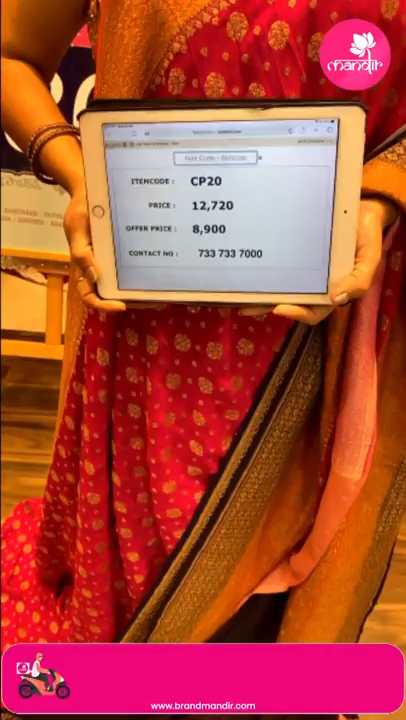 mandir
ITEMCODE : CP20
PRICE : 12,720
OFFER PRICE : 8,900
CONTACT NO : 733 733 7000
www.brandmandir.com